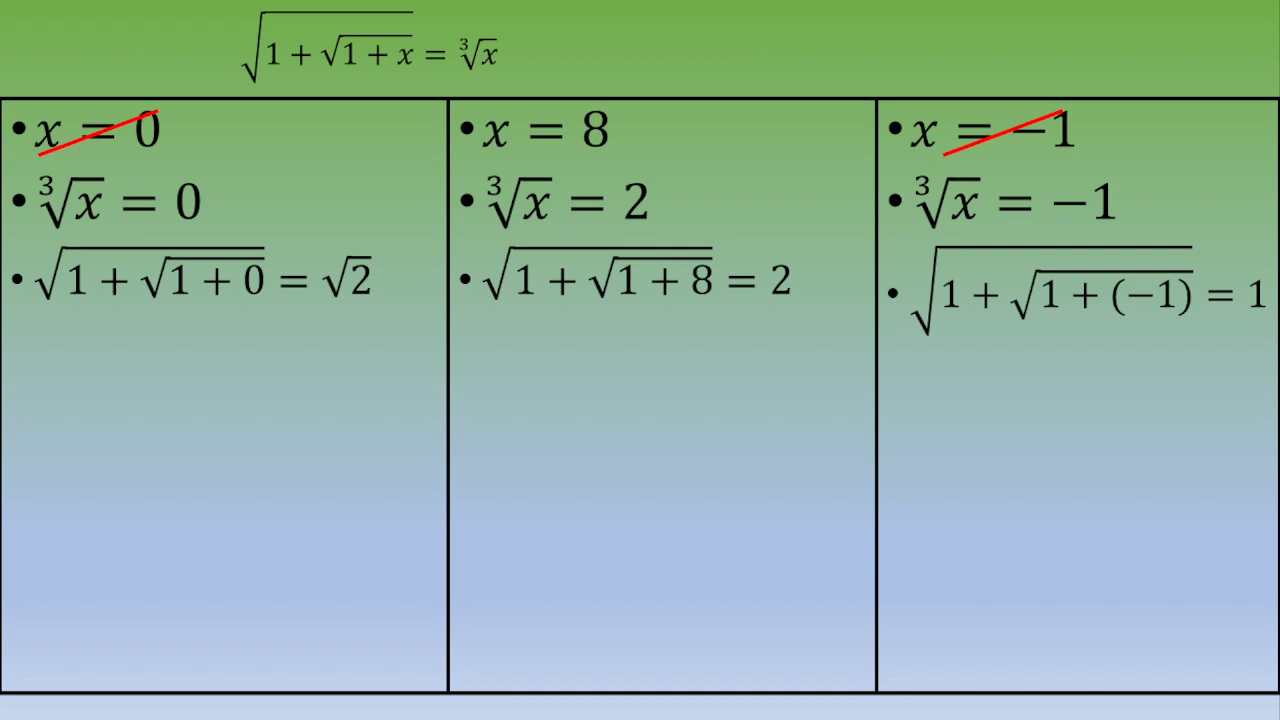 √(1 + √(1 + x)) = ∛x
• x = 0
• ∛x = 0
• √(1 + √(1 + 0)) = √2
• x = 8
• ∛x = 2
• √(1 + √(1 + 8)) = 2
• x = −1
• ∛x = −1
• √(1 + √(1 + (−1))) = 1